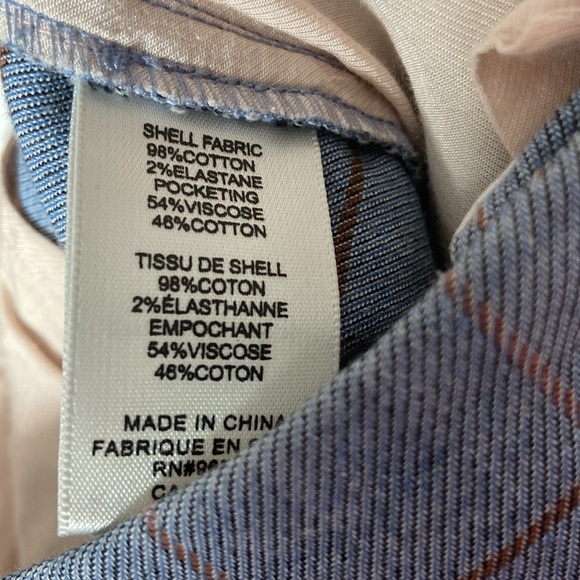 SHELL FABRIC
98%COTTON
2%ELASTANE
POCKETING
54%VISCOSE
46%COTTON
TISSU DE SHELL
98%COTON
2%ÉLASTHANNE
EMPOCHANT
54%VISCOSE
46%COTON
MADE IN CHINA
FABRIQUE EN